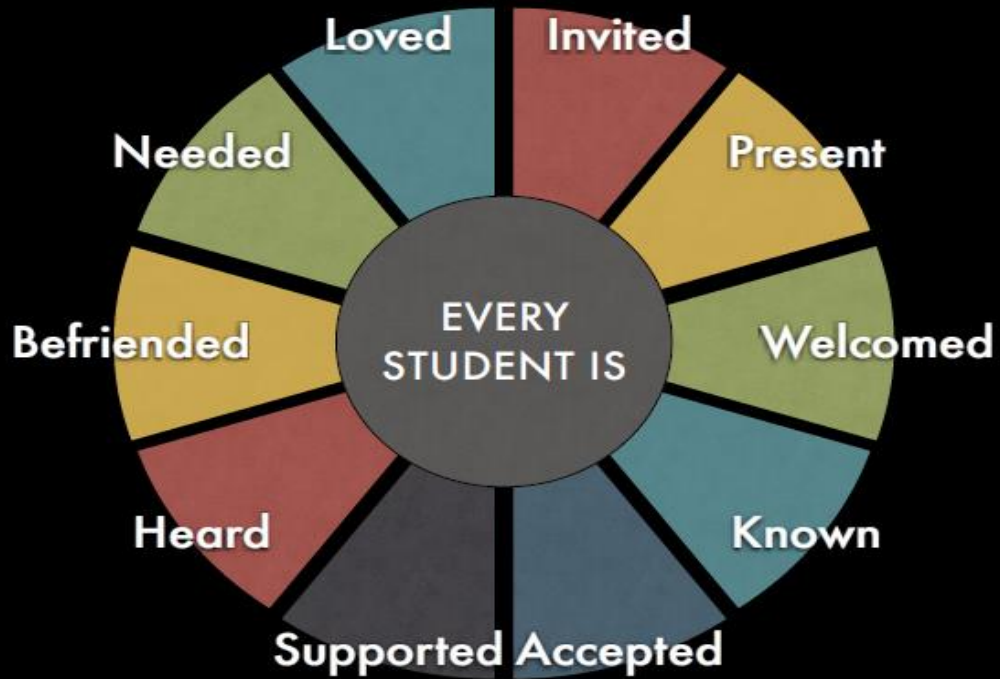 EVERY
STUDENT IS
Invited
Present
Welcomed
Known
Accepted
Supported
Heard
Befriended
Needed
Loved